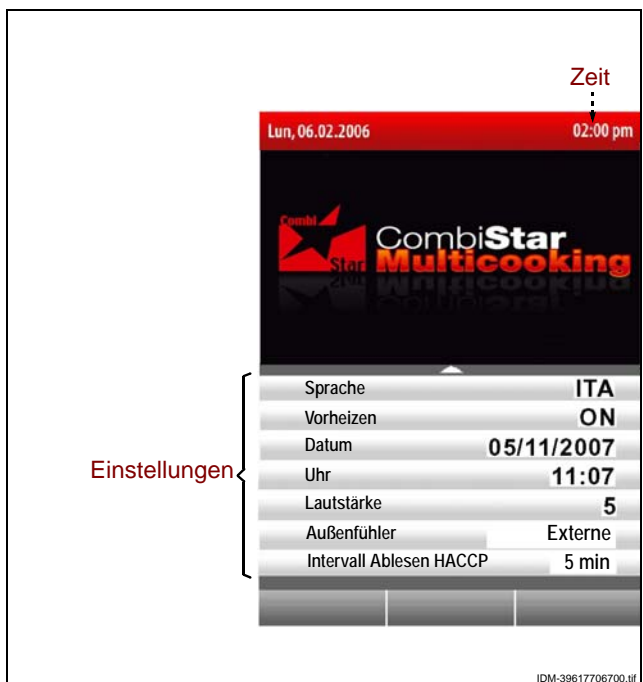 Zeit
Lun, 06.02.2006 02:00 pm
Combi
Star
CombiStar
Multicooking
Sprache ITA
Vorheizen ON
Datum 05/11/2007
Uhr 11:07
Lautstärke 5
Außenfühler Externe
Intervall Ablesen HACCP 5 min
Einstellungen
IDM-39617706700.tif